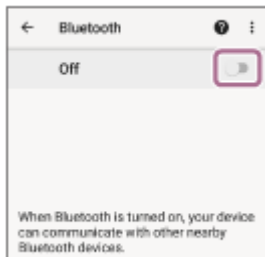 Bluetooth
Off
When Bluetooth is turned on, your device
can communicate with other nearby
Bluetooth devices.